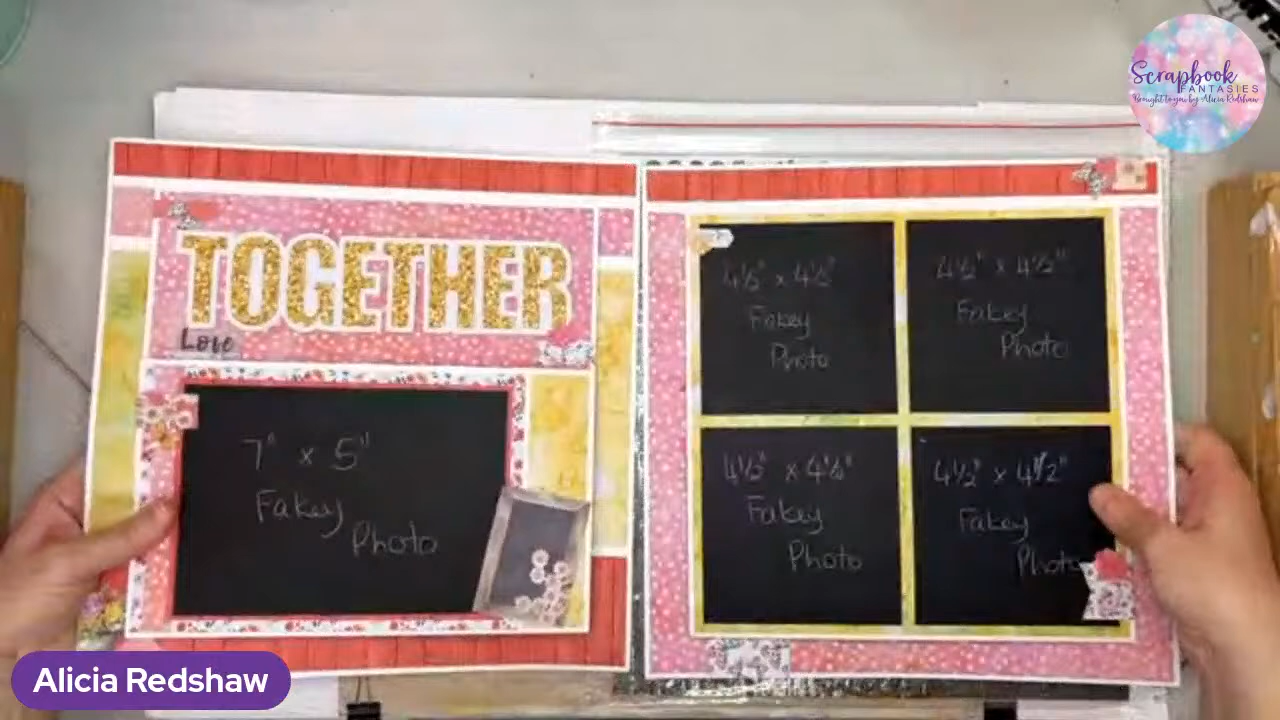 Scrapbook
FANTASIES
Brought to you by Alicia Redshaw
TOGETHER
Love
7" x 5"
Fakey
Photo
4½" x 4½"
Fakey
Photo
4½" x 4½"
Fakey
Photo
4½" x 4½"
Fakey
Photo
4½" x 4½"
Fakey
Photo
Alicia Redshaw